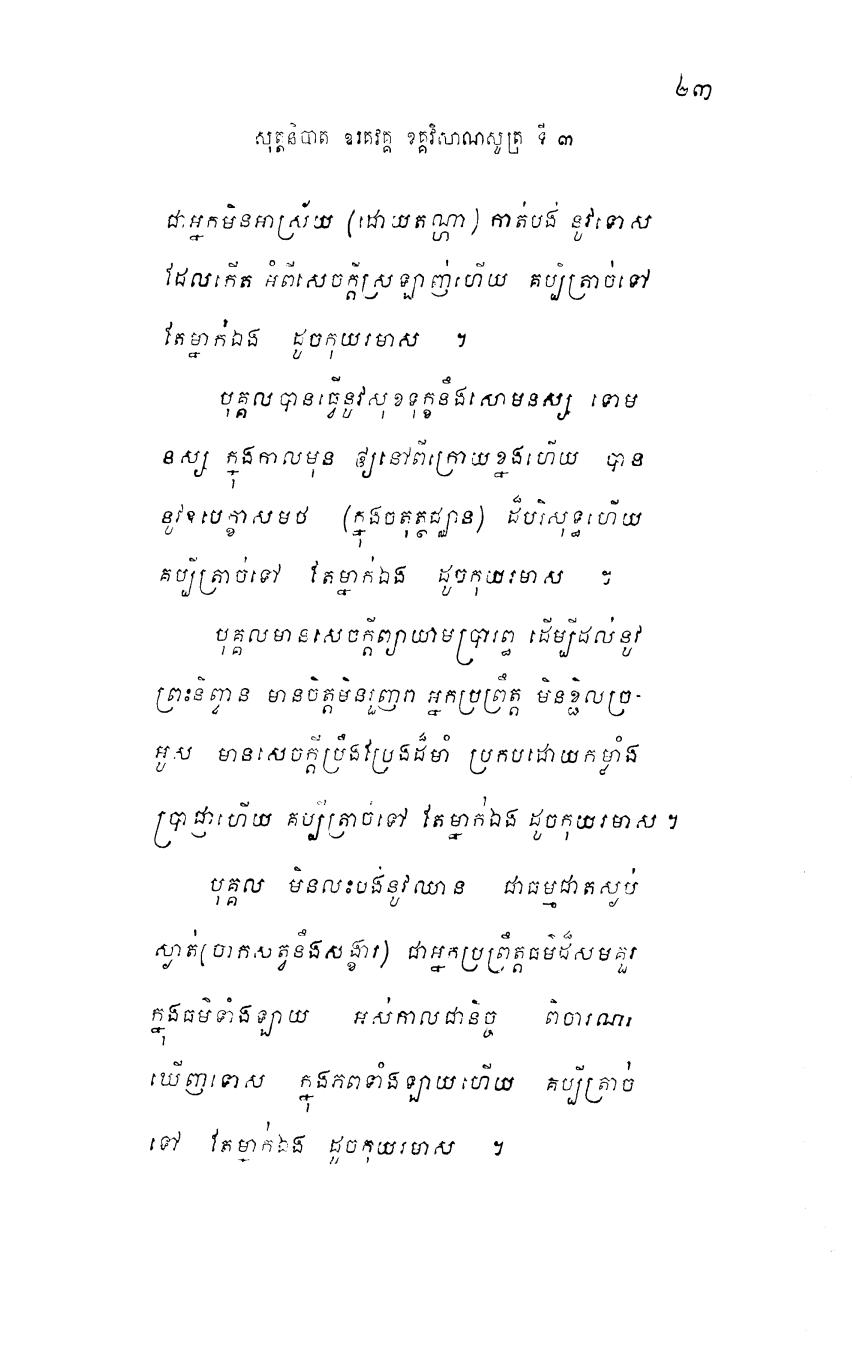 ២៣
សុត្តនិបាត ឧរគវគ្គ ខគ្គវិសាណសូត្រ ទី ៣
ជាអ្នកមិនអាស្រ័យ (ដោយតណ្ហា) កាត់បង់ នូវទោស
ដែលកើត អំពីសេចក្តីស្រឡាញ់ហើយ គប្បីត្រាច់ទៅ
តែម្នាក់ឯង ដូចកុយរមាស ។
បុគ្គលបានធ្វើនូវសុខទុក្ខនឹងសោមនស្ស ទោម
នស្ស ក្នុងកាលមុន ឱ្យនៅពីក្រោយខ្នងហើយ បាន
នូវឧបេក្ខាសមថ (ក្នុងចតុត្ថជ្ឈាន) ដ៏បរិសុទ្ធហើយ
គប្បីត្រាច់ទៅ តែម្នាក់ឯង ដូចកុយរមាស ។
បុគ្គលមានសេចក្តីព្យាយាមប្រារព្ធ ដើម្បីដល់នូវ
ព្រះនិព្វាន មានចិត្តមិនរួញរា អ្នកប្រព្រឹត្ត មិនខ្ជិលច្រ-
អូស មានសេចក្តីប្រឹងប្រែងដ៏មាំ ប្រកបដោយកម្លាំង
ប្រាជ្ញាហើយ គប្បីត្រាច់ទៅ តែម្នាក់ឯង ដូចកុយរមាស ។
បុគ្គល មិនលះបង់នូវឈាន ជាធម្មជាតស្ងប់
ស្ងាត់(ចាកសត្វនឹងសង្ខារ) ជាអ្នកប្រព្រឹត្តធម៌ដ៏សមគួរ
ក្នុងធម៌ទាំងឡាយ អស់កាលជានិច្ច ពិចារណា
ឃើញទោស ក្នុងភពទាំងឡាយហើយ គប្បីត្រាច់
ទៅ តែម្នាក់ឯង ដូចកុយរមាស ។